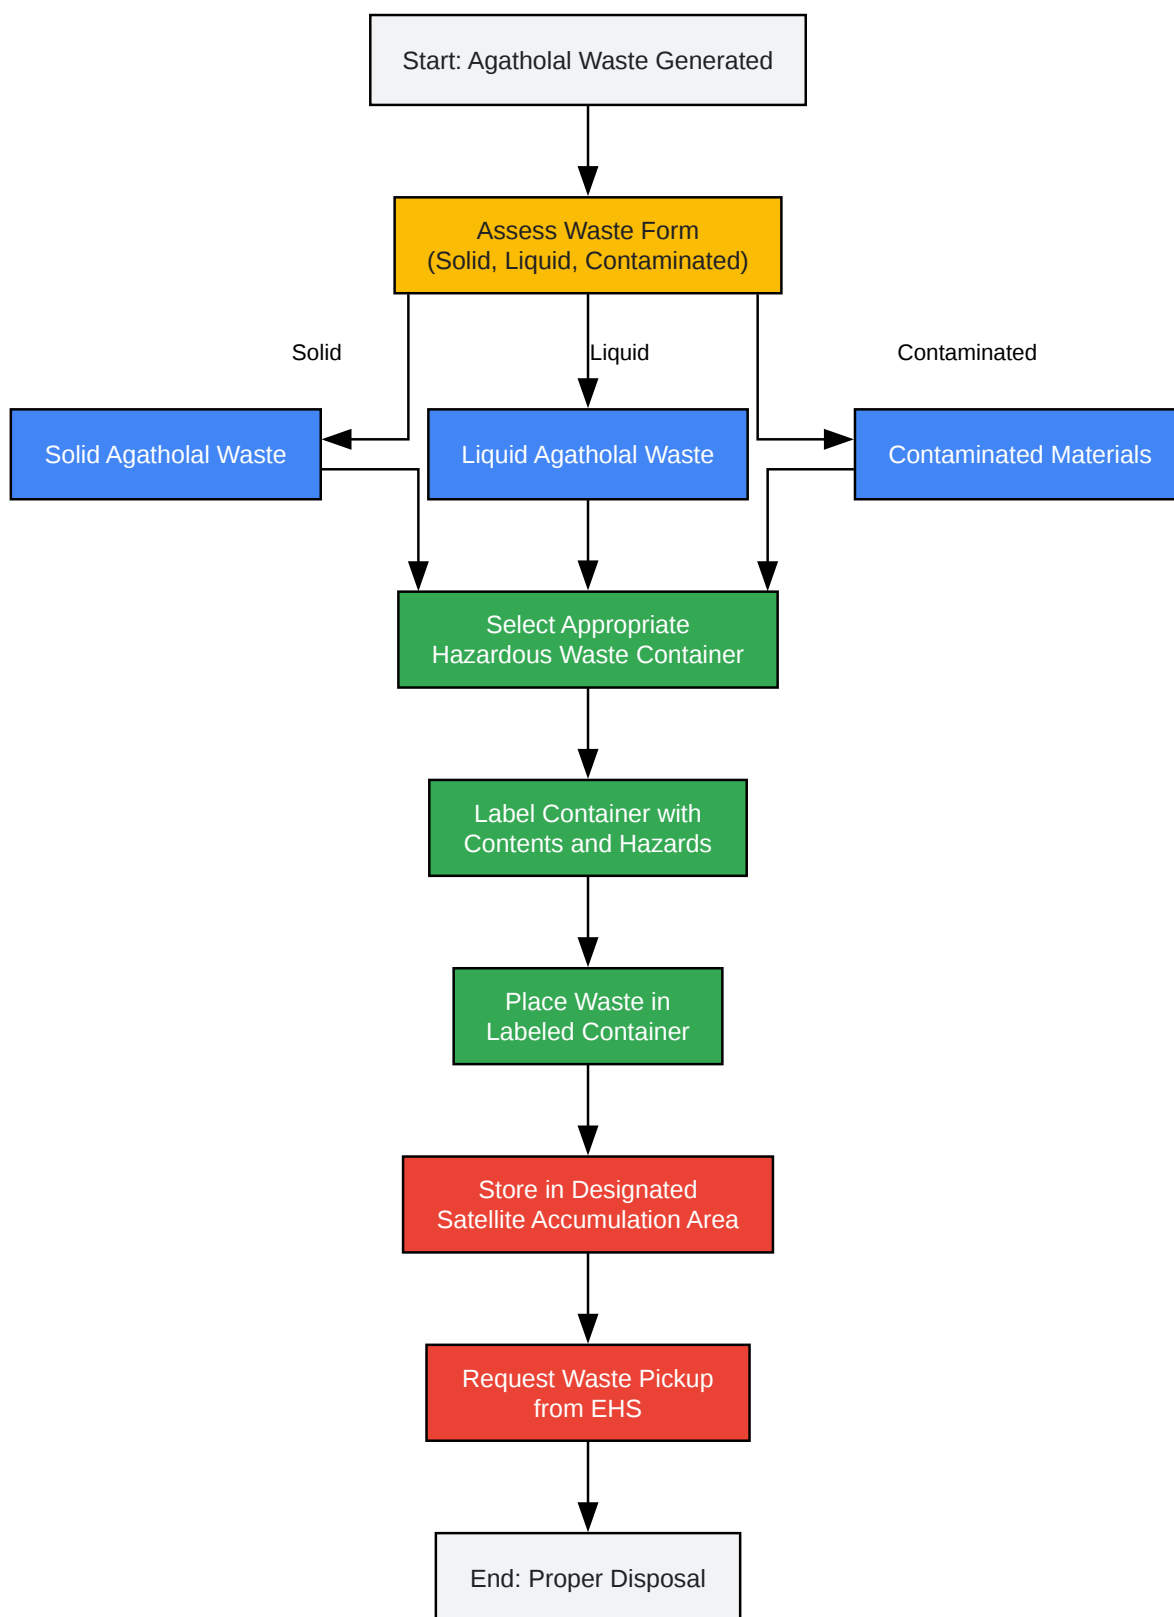 Start: Agatholal Waste Generated
Assess Waste Form
(Solid, Liquid, Contaminated)
Solid
Liquid
Contaminated
Solid Agatholal Waste
Liquid Agatholal Waste
Contaminated Materials
Select Appropriate
Hazardous Waste Container
Label Container with
Contents and Hazards
Place Waste in
Labeled Container
Store in Designated
Satellite Accumulation Area
Request Waste Pickup
from EHS
End: Proper Disposal